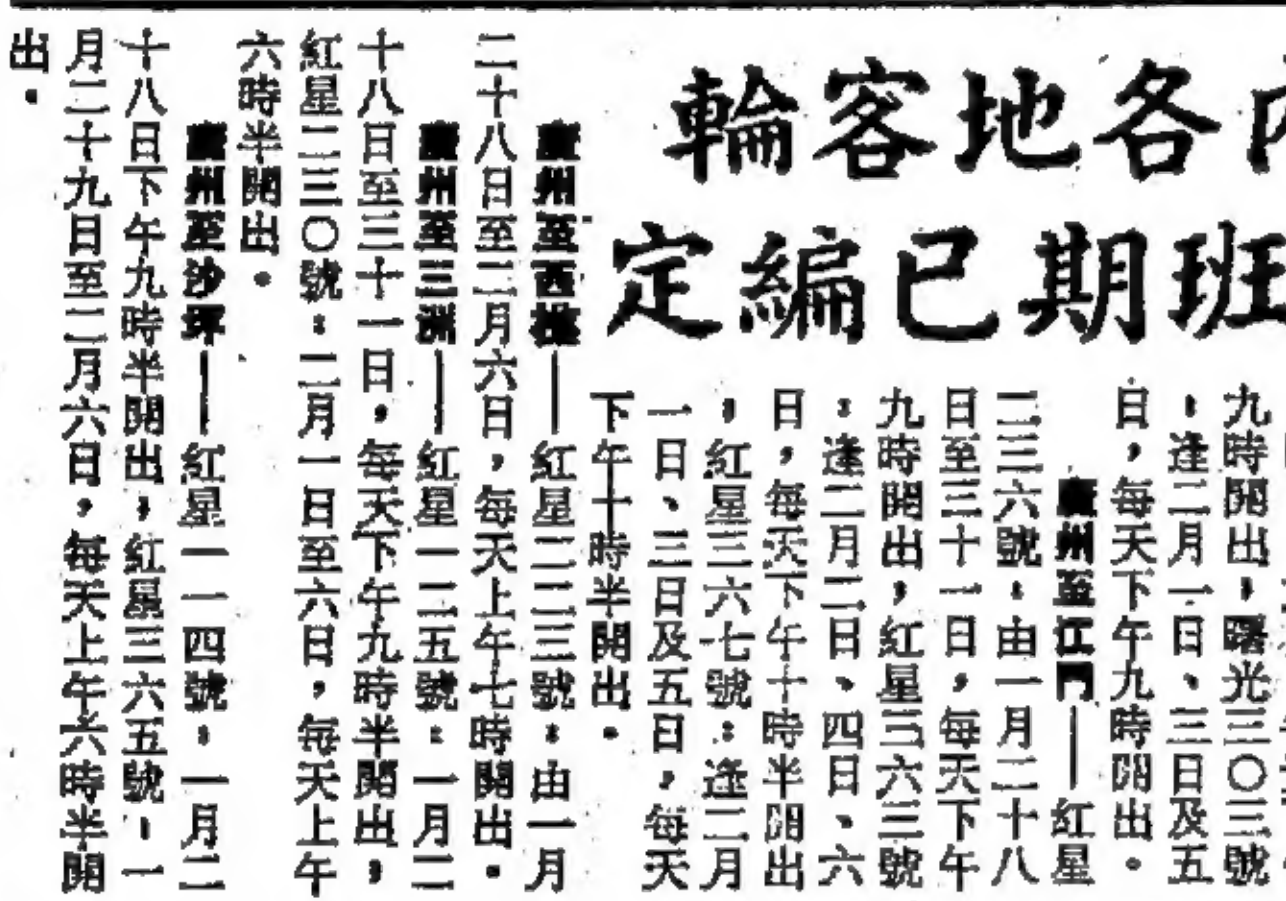 各地客輪
班期已編定
九時開出，曙光三〇三號
：逢二月一日、三日及五
日，每天下午九時開出。
廣州至江門——紅星
二三六號：由一月二十八
日至三十一日，每天下午
九時開出，紅星三六三號
：逢二月二日、四日、六
日，每天下午十時半開出
，紅星三六七號：逢二月
一日、三日及五日，每天
下午十時半開出。
廣州至西樵——紅星二二三號：由一月
二十八日至二月六日，每天上午七時開出。
廣州至三洲——紅星一二五號：一月二
十八日至三十一日，每天下午九時半開出，
紅星二三〇號：二月一日至六日，每天上午
六時半開出。
廣州至沙坪——紅星一一四號：一月二
十八日下午九時半開出，紅星三六五號：一
月二十九日至二月六日，每天上午六時半開
出。